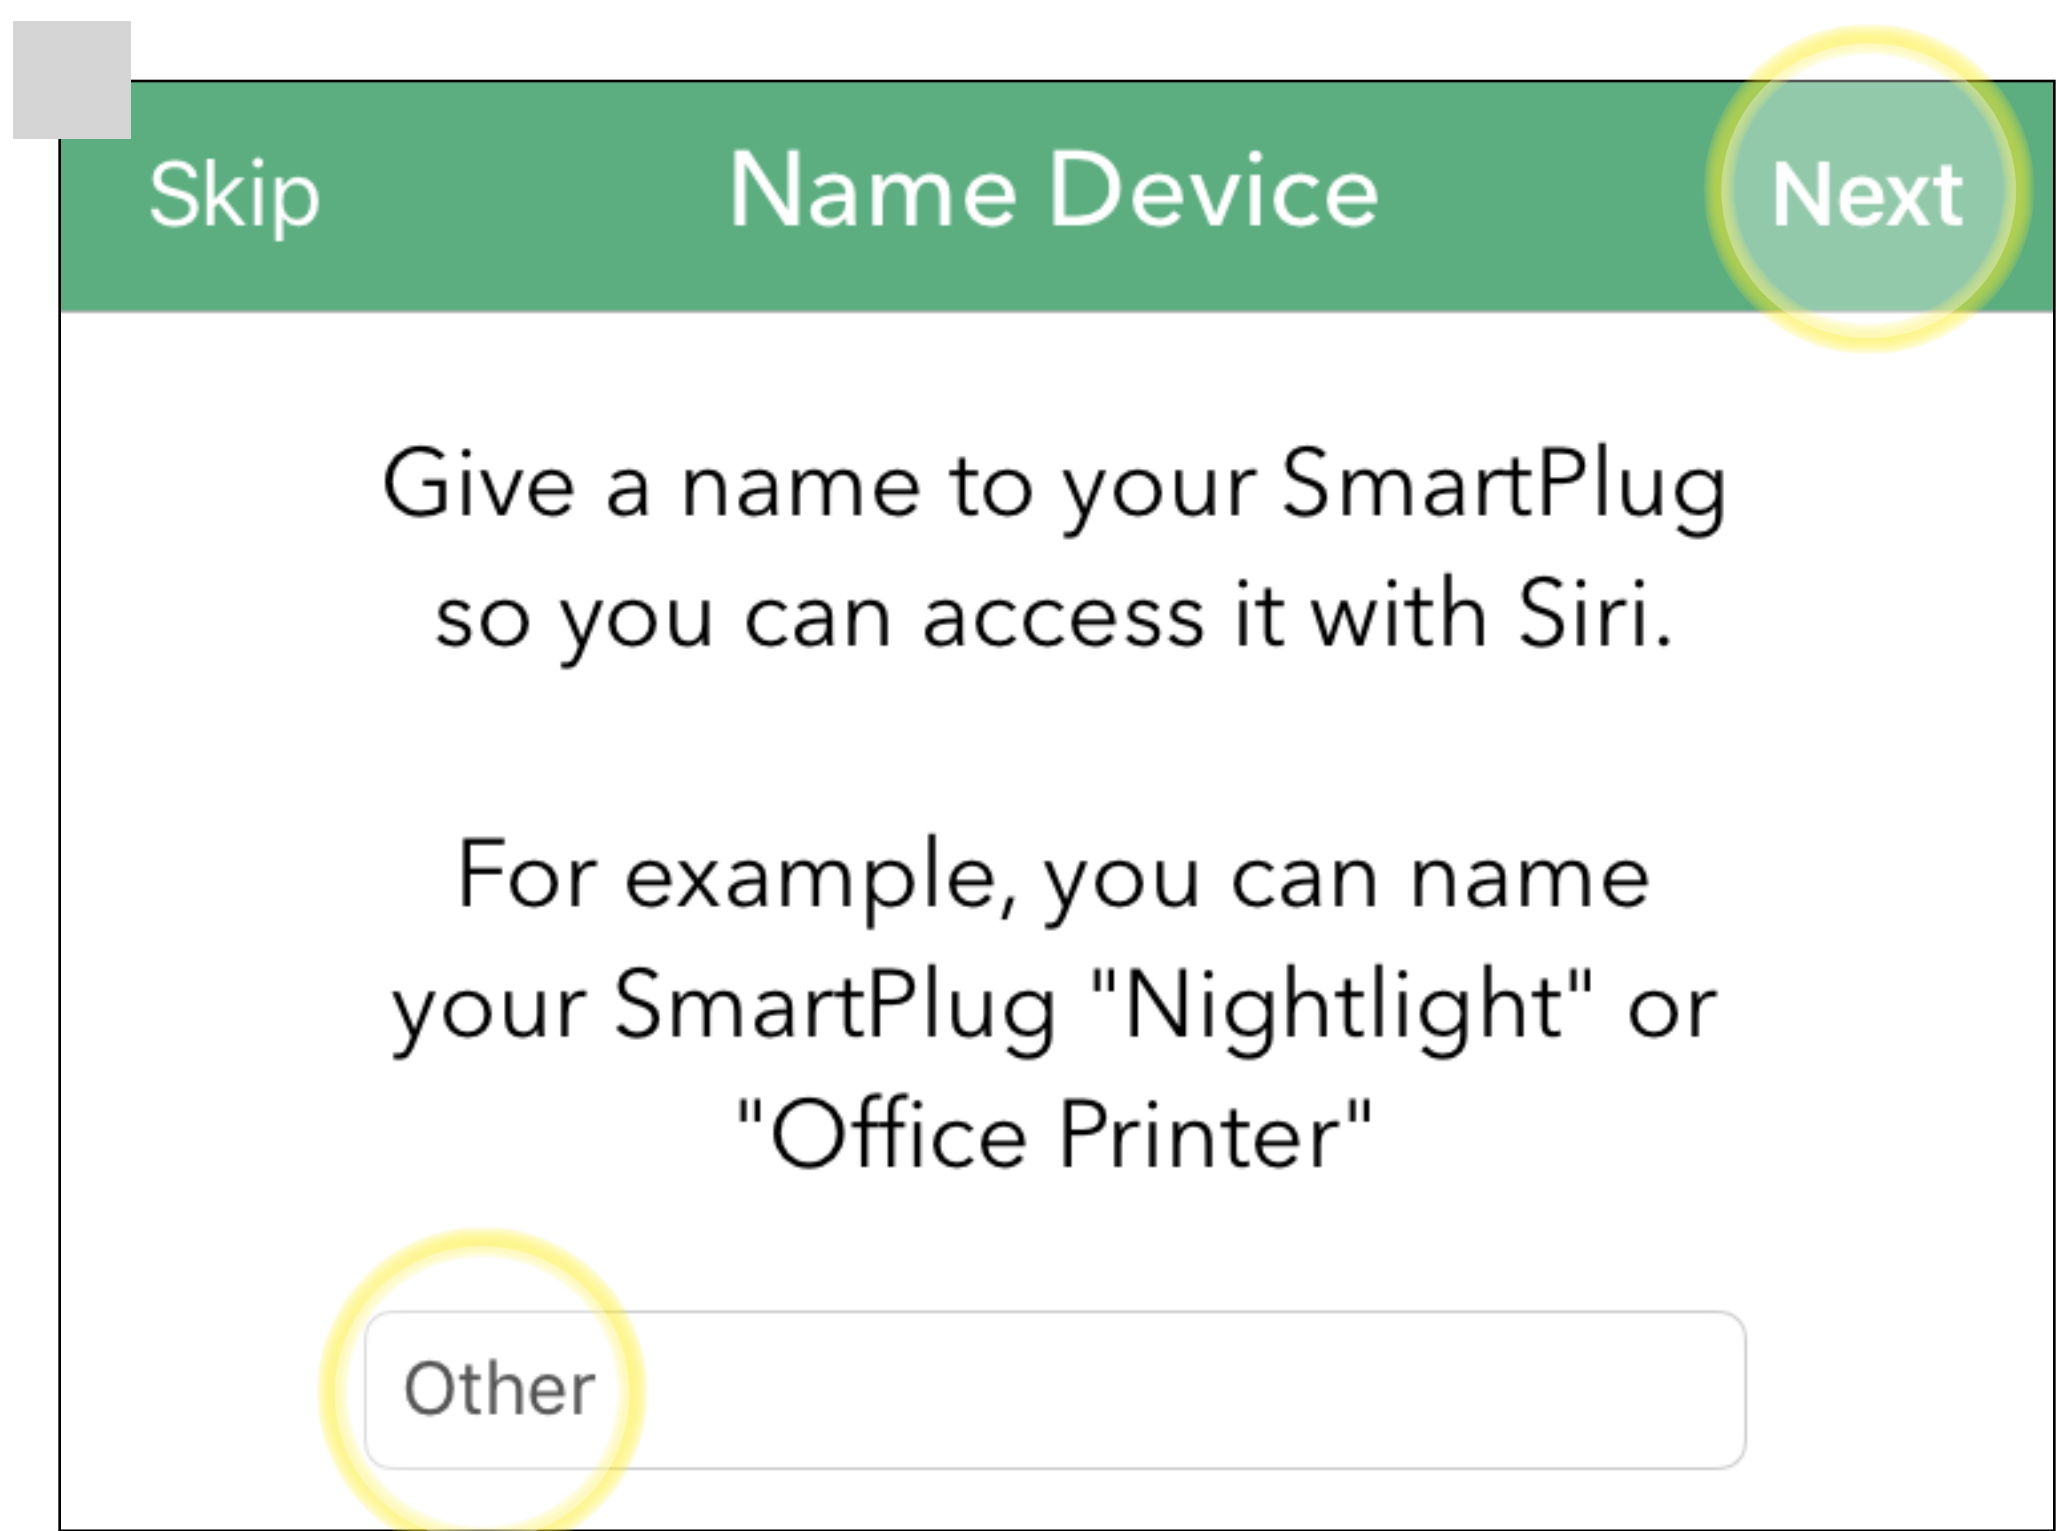 Skip Name Device Next
Give a name to your SmartPlug
so you can access it with Siri.
For example, you can name
your SmartPlug "Nightlight" or
"Office Printer"
Other